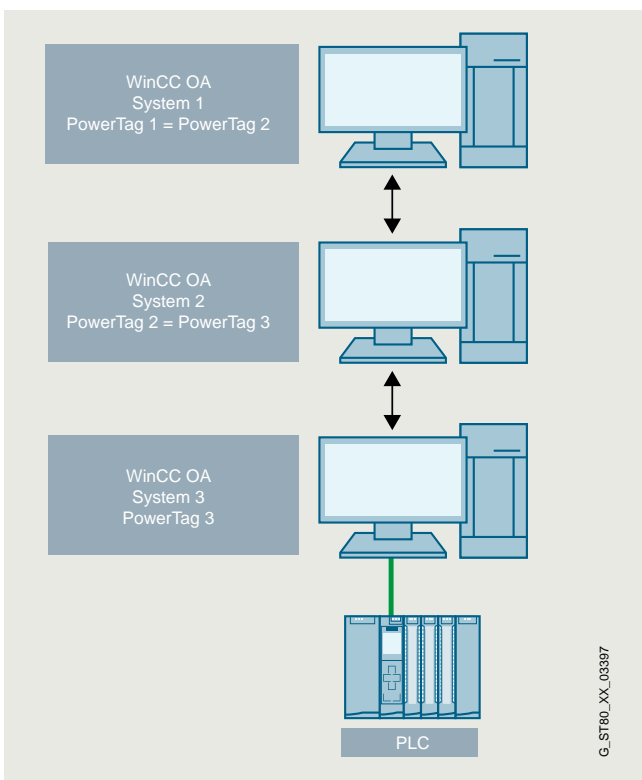 WinCC OA
System 1
PowerTag 1 = PowerTag 2
WinCC OA
System 2
PowerTag 2 = PowerTag 3
WinCC OA
System 3
PowerTag 3
PLC
G_ST80_XX_03397